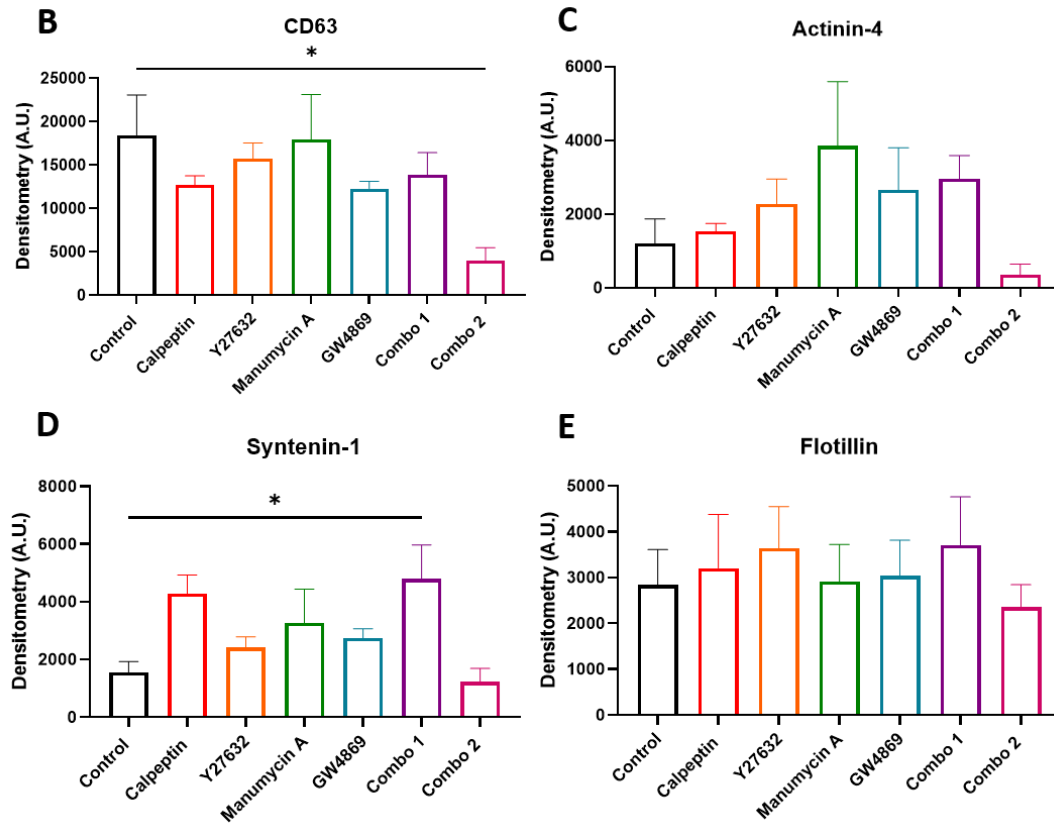 B
CD63
*
Densitometry (A.U.)
25000
20000
15000
10000
5000
0
Control
Calpeptin
Y27632
Manumycin A
GW4869
Combo 1
Combo 2
C
Actinin-4
Densitometry (A.U.)
6000
4000
2000
0
Control
Calpeptin
Y27632
Manumycin A
GW4869
Combo 1
Combo 2
D
Syntenin-1
*
Densitometry (A.U.)
8000
6000
4000
2000
0
Control
Calpeptin
Y27632
Manumycin A
GW4869
Combo 1
Combo 2
E
Flotillin
Densitometry (A.U.)
5000
4000
3000
2000
1000
0
Control
Calpeptin
Y27632
Manumycin A
GW4869
Combo 1
Combo 2